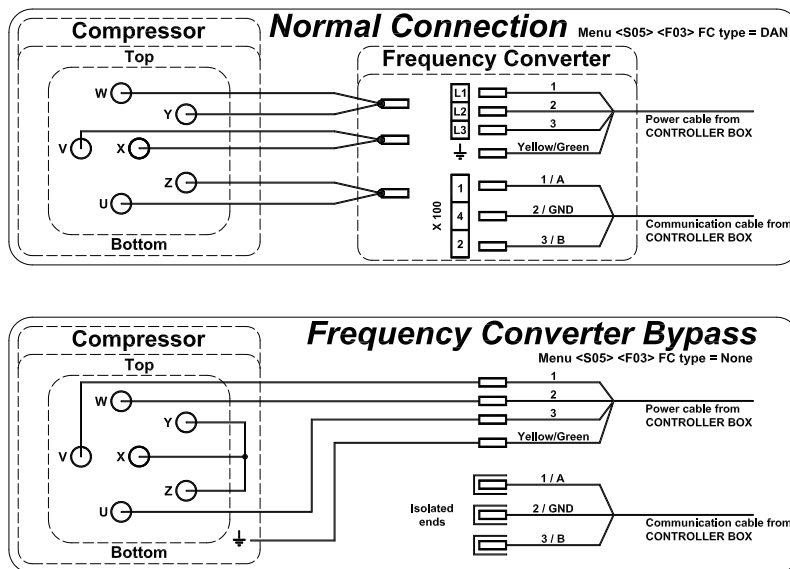 Normal Connection
Menu <S05> <F03> FC type = DAN
Compressor
Top
Frequency Converter
W
Y
V
X
Z
U
Bottom
L1
L2
L3
1
2
3
Yellow/Green
Power cable from
CONTROLLER BOX
X 100
1
4
2
1 / A
2 / GND
3 / B
Communication cable from
CONTROLLER BOX
Frequency Converter Bypass
Menu <S05> <F03> FC type = None
Compressor
Top
W
Y
V
X
Z
U
Bottom
1
2
3
Yellow/Green
Power cable from
CONTROLLER BOX
Isolated
ends
1 / A
2 / GND
3 / B
Communication cable from
CONTROLLER BOX